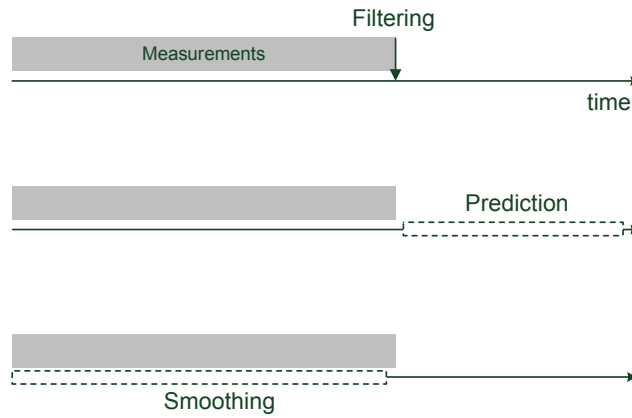 Filtering
Measurements
time
Prediction
Smoothing